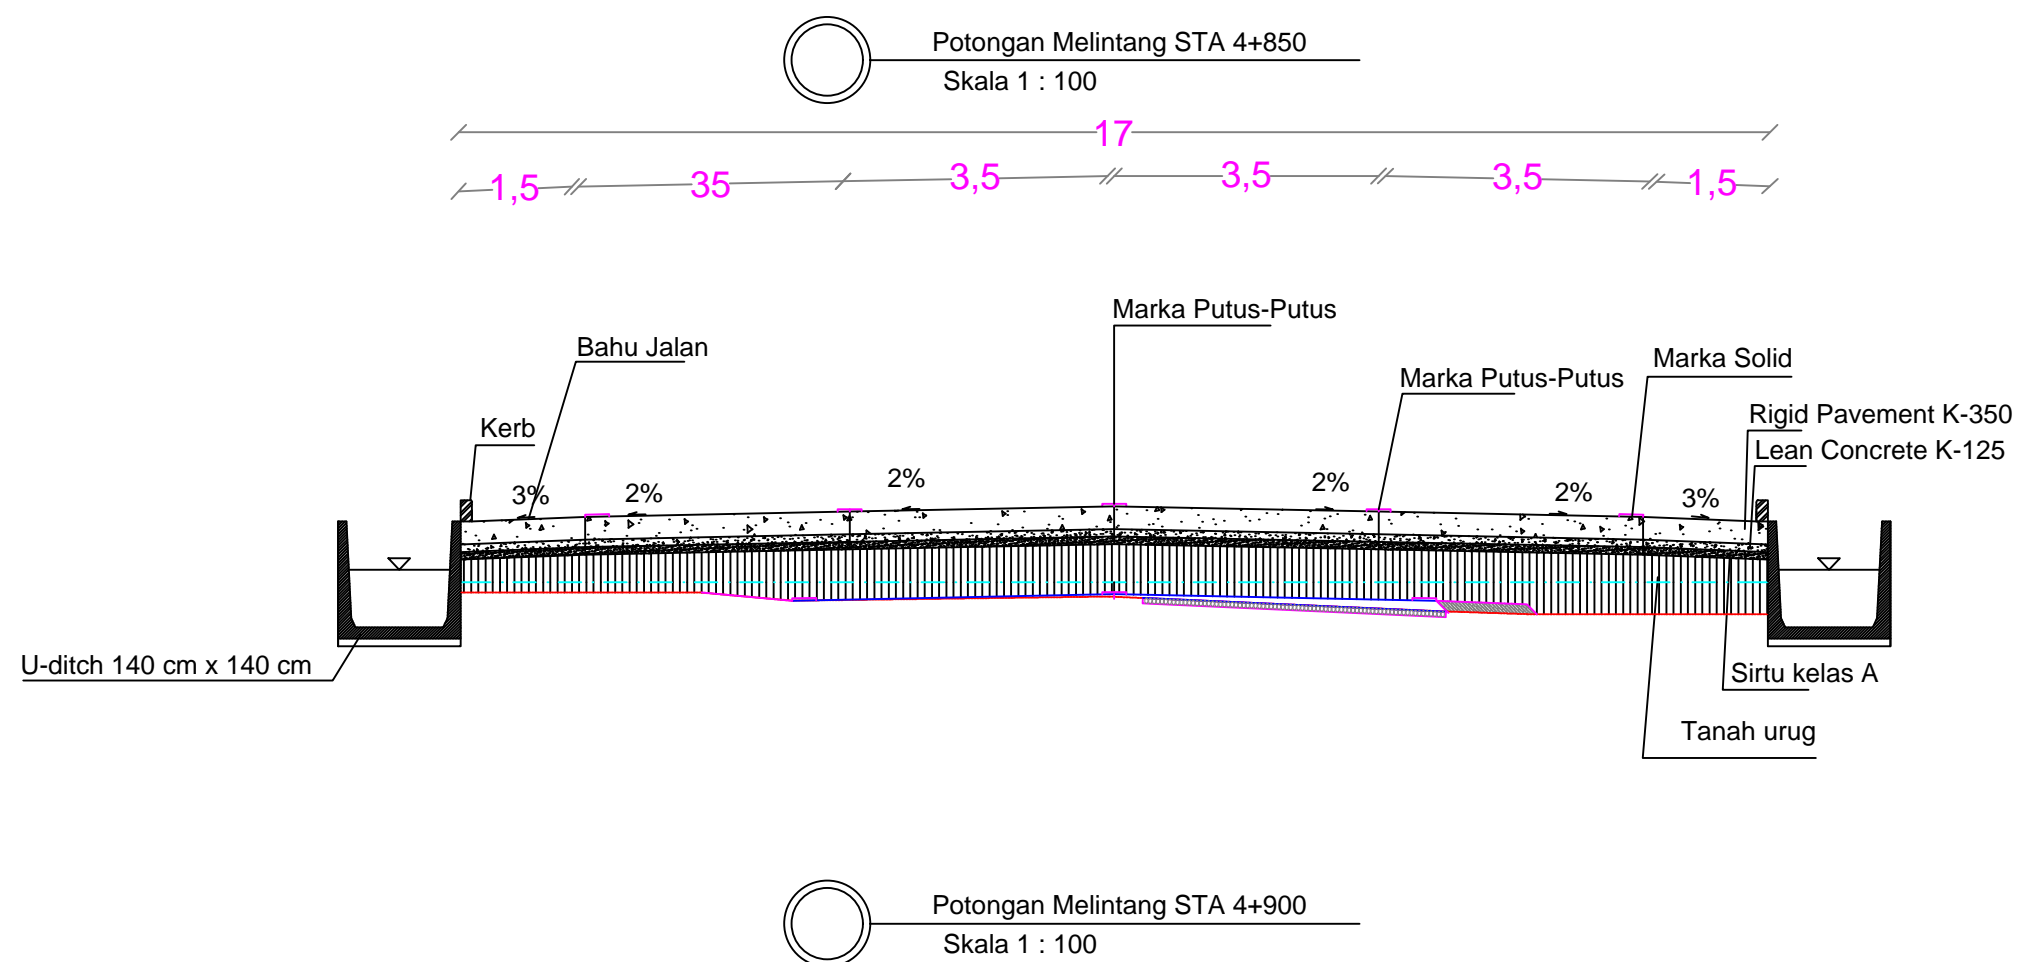 Potongan Melintang STA 4+850
Skala 1 : 100
17
1,5 35 3,5 3,5 3,5 1,5
Marka Putus-Putus
Bahu Jalan
Marka Solid
Marka Putus-Putus
Kerb
Rigid Pavement K-350
Lean Concrete K-125
3% 2% 2% 2% 2% 3%
U-ditch 140 cm x 140 cm
Sirtu kelas A
Tanah urug
Potongan Melintang STA 4+900
Skala 1 : 100